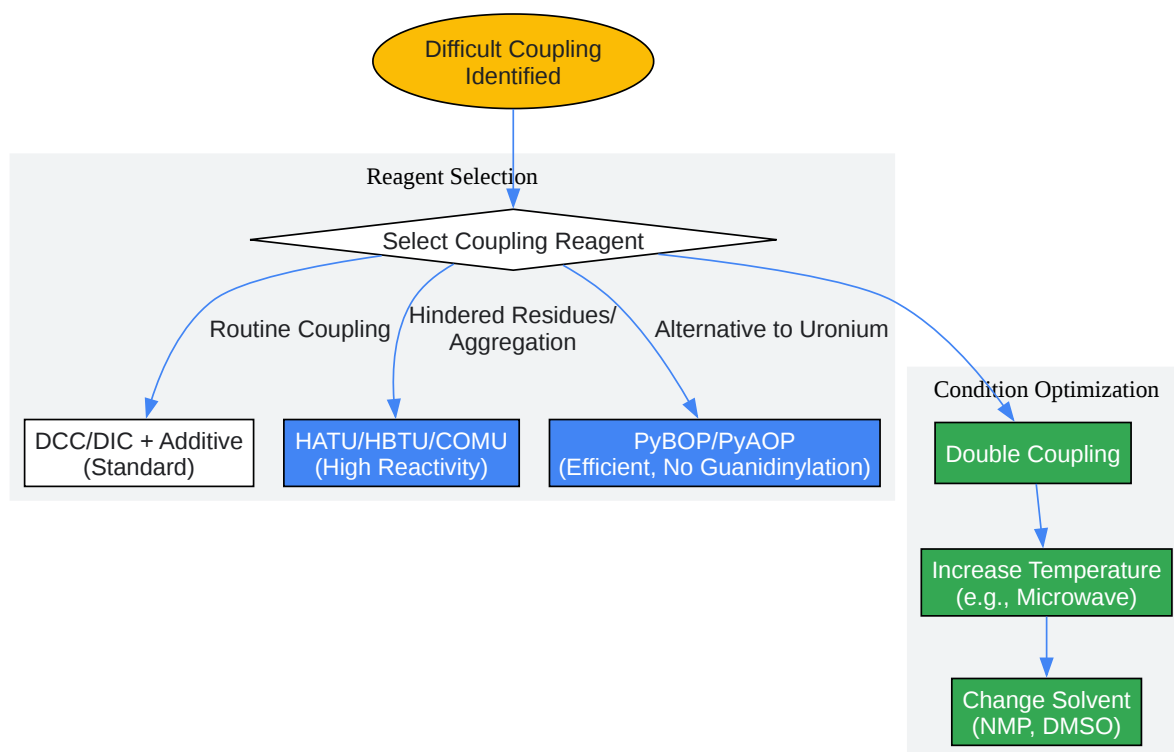 Difficult Coupling
Identified
Reagent Selection
Select Coupling Reagent
Routine Coupling
Hindered Residues/
Aggregation
Alternative to Uronium
Condition Optimization
DCC/DIC + Additive
(Standard)
HATU/HBTU/COMU
(High Reactivity)
PyBOP/PyAOP
(Efficient, No Guanidinylation)
Double Coupling
Increase Temperature
(e.g., Microwave)
Change Solvent
(NMP, DMSO)